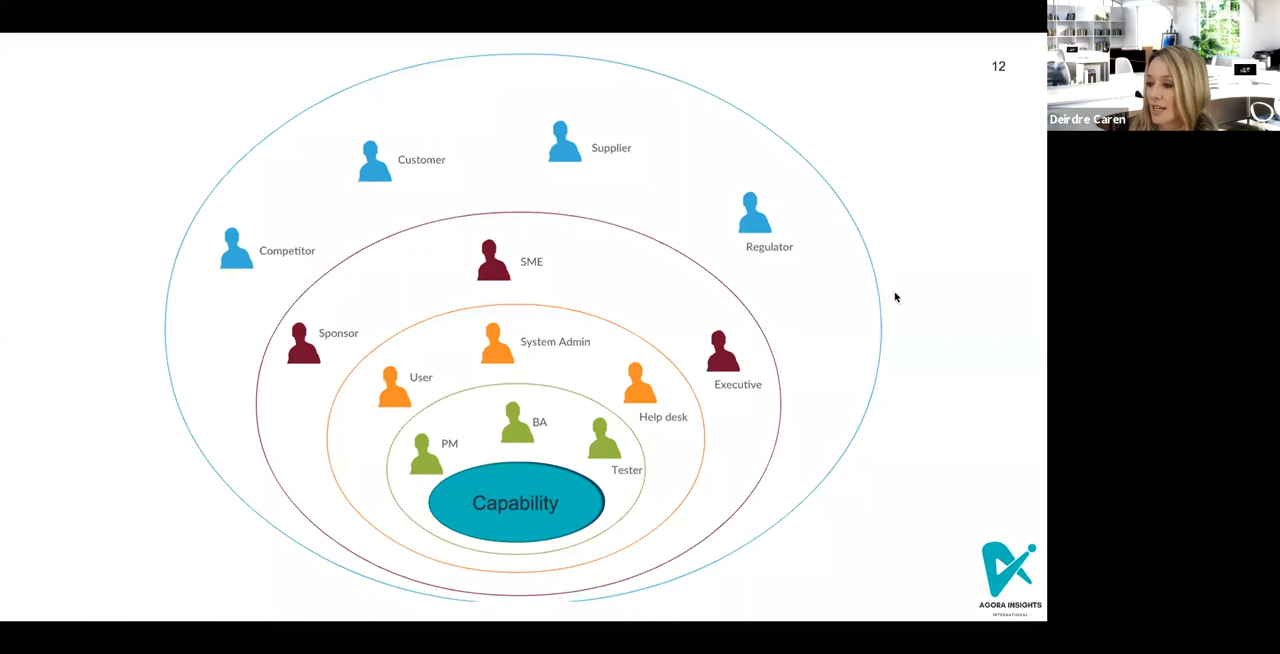 12
Deirdre Caren
Customer
Supplier
Competitor
Regulator
SME
Sponsor
System Admin
Executive
User
Help desk
BA
PM
Tester
Capability
AGORA INSIGHTS
INTERNATIONAL